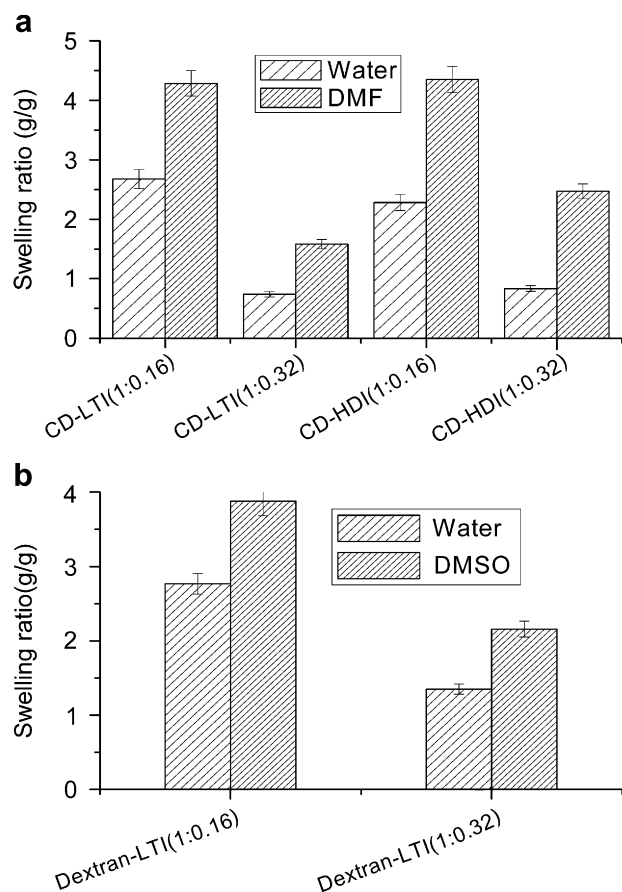 a
5
4
3
2
1
0
Swelling ratio (g/g)
Water
DMF
CD-LTI(1:0.16)
CD-LTI(1:0.32)
CD-HDI(1:0.16)
CD-HDI(1:0.32)
b
4
3
2
1
0
Swelling ratio(g/g)
Water
DMSO
Dextran-LTI(1:0.16)
Dextran-LTI(1:0.32)